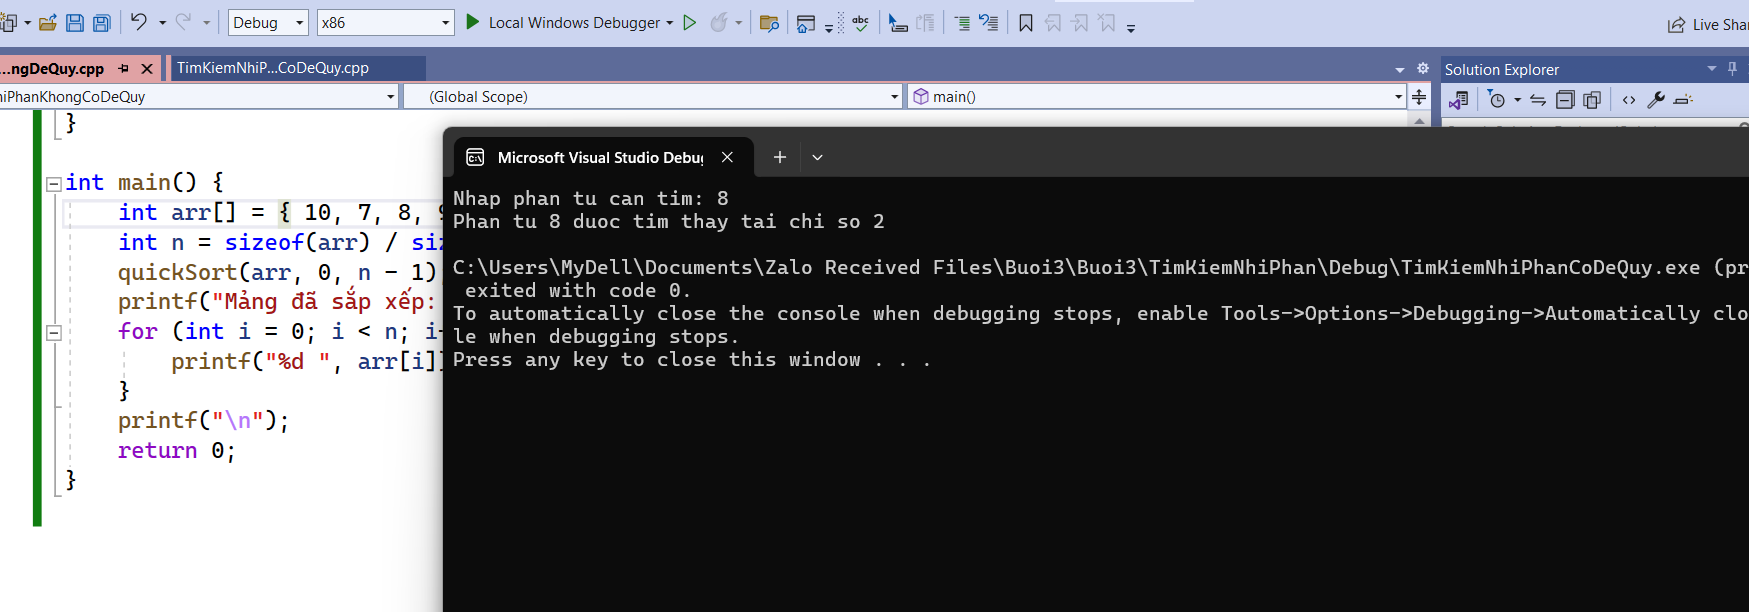 Debug
x86
Local Windows Debugger
Live Shar
...ngDeQuy.cpp
TimKiemNhiP...CoDeQuy.cpp
Solution Explorer
iPhanKhongCoDeQuy
(Global Scope)
main()
}
int main() {
int arr[] = { 10, 7, 8, 9
int n = sizeof(arr) / siz
quickSort(arr, 0, n - 1)
printf("Mảng đã sắp xếp:
for (int i = 0; i < n; i+
printf("%d ", arr[i]
}
printf("\n");
return 0;
}
Microsoft Visual Studio Debug
Nhap phan tu can tim: 8
Phan tu 8 duoc tim thay tai chi so 2
C:\Users\MyDell\Documents\Zalo Received Files\Buoi3\Buoi3\TimKiemNhiPhan\Debug\TimKiemNhiPhanCoDeQuy.exe (pr
exited with code 0.
To automatically close the console when debugging stops, enable Tools->Options->Debugging->Automatically clo
le when debugging stops.
Press any key to close this window . . .